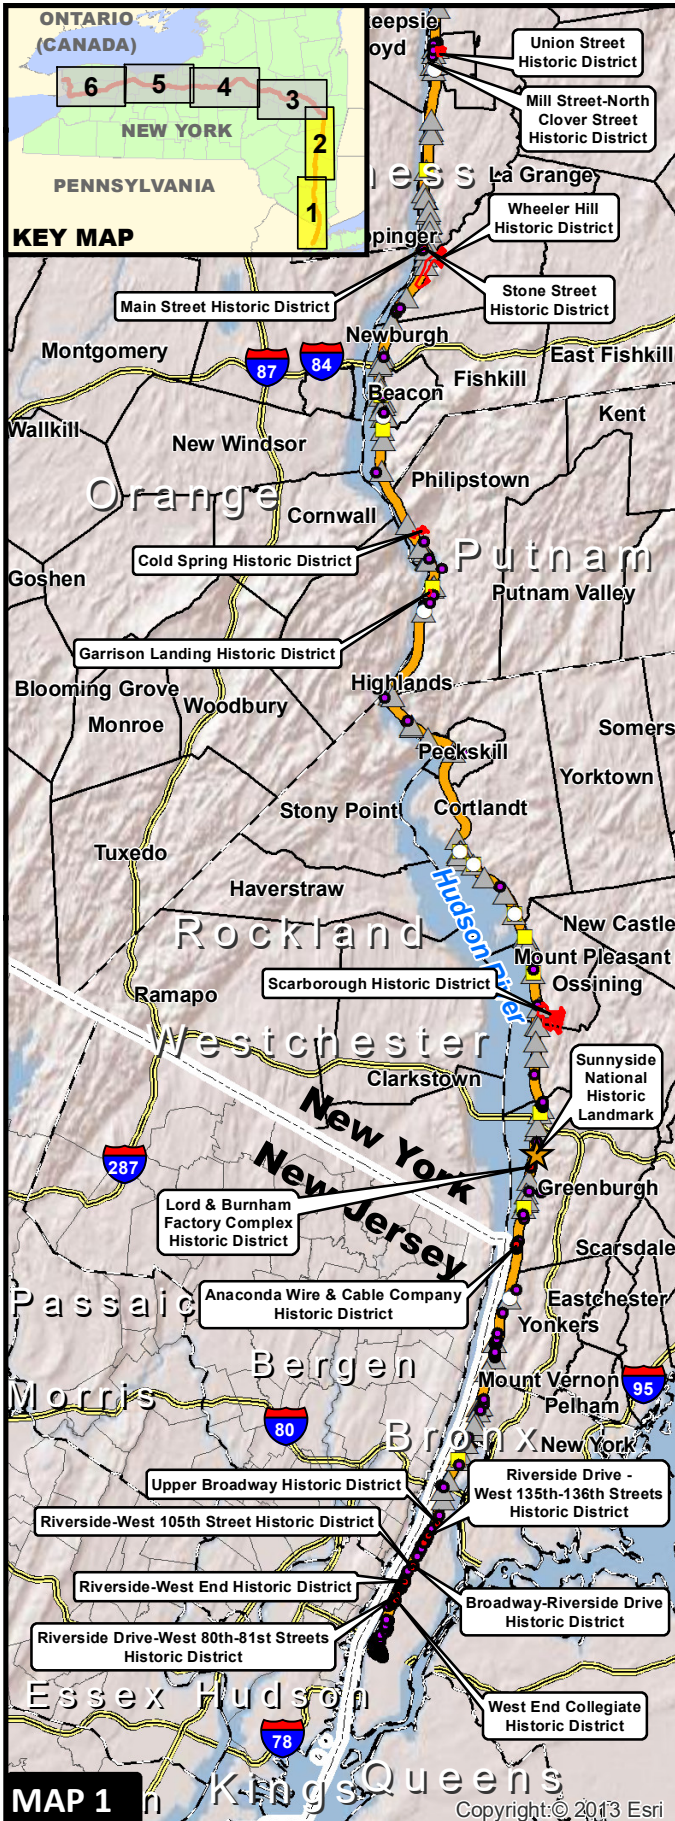 ONTARIO
(CANADA)
6
5
4
3
2
1
NEW YORK
PENNSYLVANIA
KEY MAP
eepsie
oyd
Union Street
Historic District
Mill Street-North
Clover Street
Historic District
ness
La Grange
Wheeler Hill
Historic District
ppinger
Stone Street
Historic District
Main Street Historic District
Newburgh
Montgomery
87
84
East Fishkill
Fishkill
Beacon
Kent
Wallkill
New Windsor
Philipstown
Orange
Cornwall
Cold Spring Historic District
Putnam
Goshen
Putnam Valley
Garrison Landing Historic District
Highlands
Blooming Grove
Woodbury
Monroe
Somers
Peekskill
Yorktown
Stony Point
Cortlandt
Tuxedo
Haverstraw
Hudson River
Rockland
New Castle
Mount Pleasant
Ossining
Scarborough Historic District
Ramapo
Westchester
Sunnyside
National
Historic
Landmark
Clarkstown
New York
New Jersey
287
Greenburgh
Lord & Burnham
Factory Complex
Historic District
Scarsdale
Anaconda Wire & Cable Company
Historic District
Passaic
Eastchester
Yonkers
Bergen
Mount Vernon
Pelham
95
Morris
80
Bronx
New York
Upper Broadway Historic District
Riverside Drive -
West 135th-136th Streets
Historic District
Riverside-West 105th Street Historic District
Riverside-West End Historic District
Broadway-Riverside Drive
Historic District
Riverside Drive-West 80th-81st Streets
Historic District
Essex
Hudson
West End Collegiate
Historic District
78
MAP 1
n
Kings
Queens
Copyright:© 2013 Esri